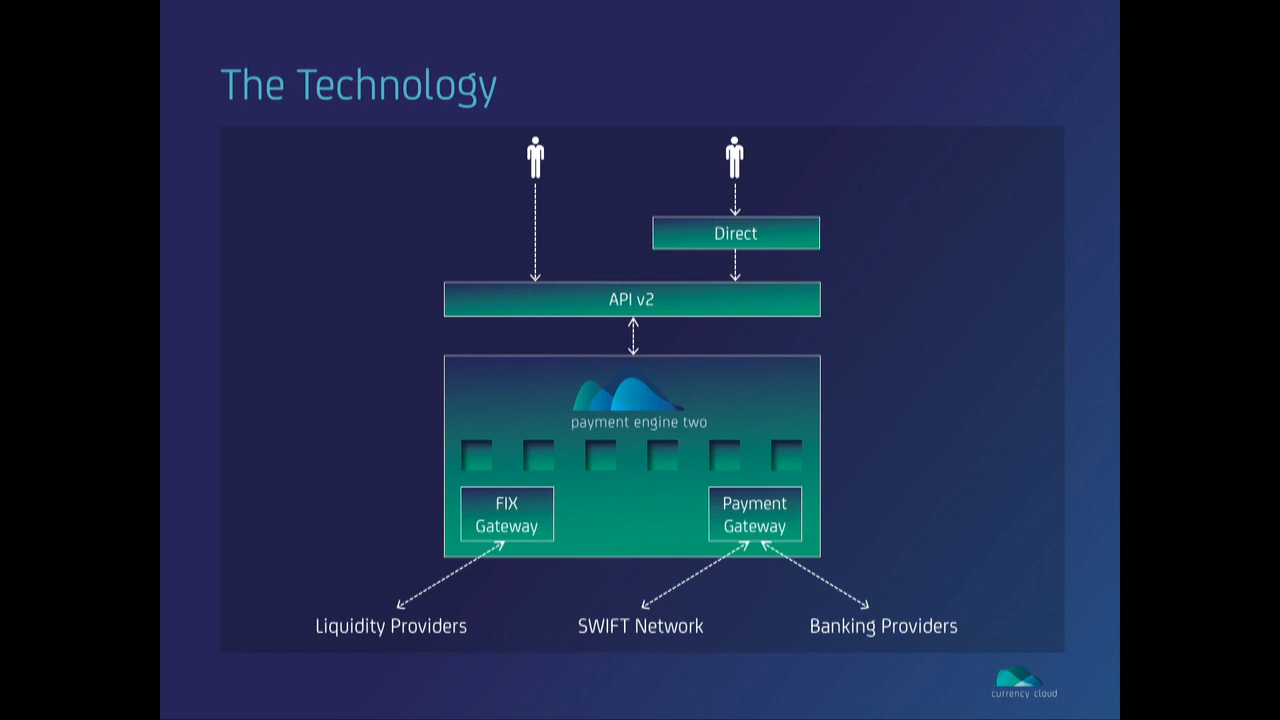 The Technology
Direct
API v2
payment engine two
FIX
Gateway
Payment
Gateway
Liquidity Providers
SWIFT Network
Banking Providers
currency cloud